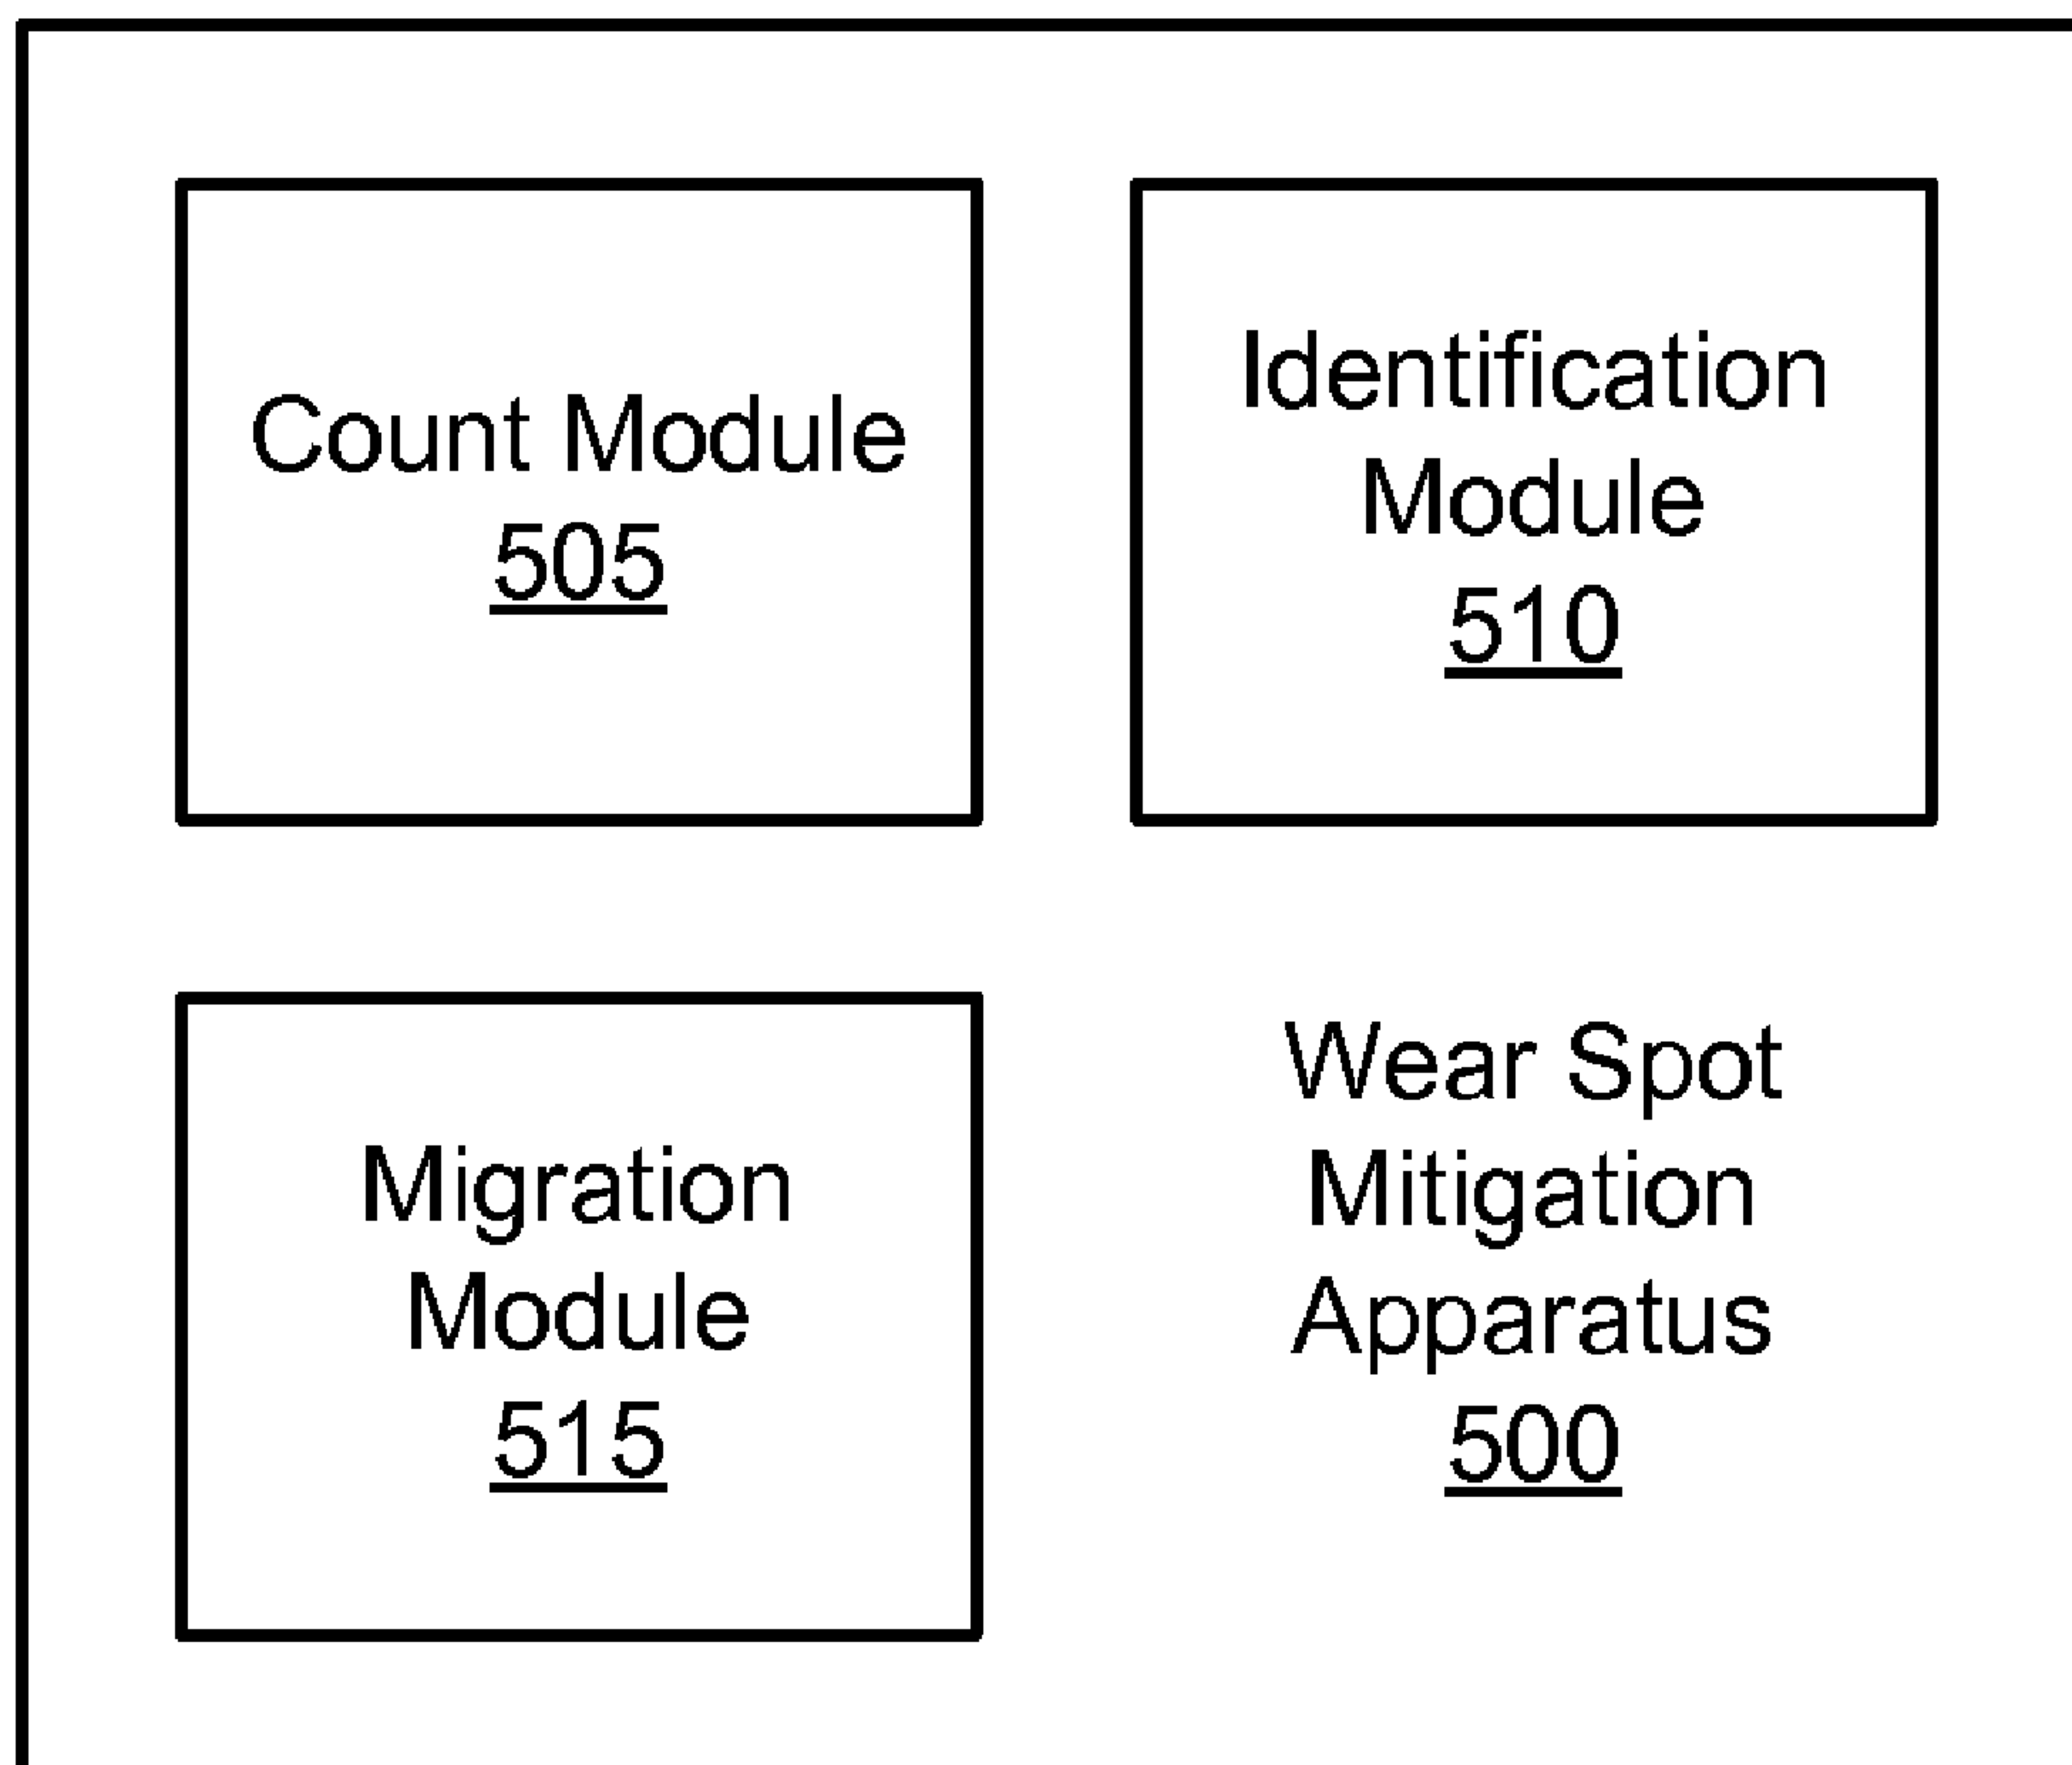 Count Module
505
Identification
Module
510
Migration
Module
515
Wear Spot
Mitigation
Apparatus
500